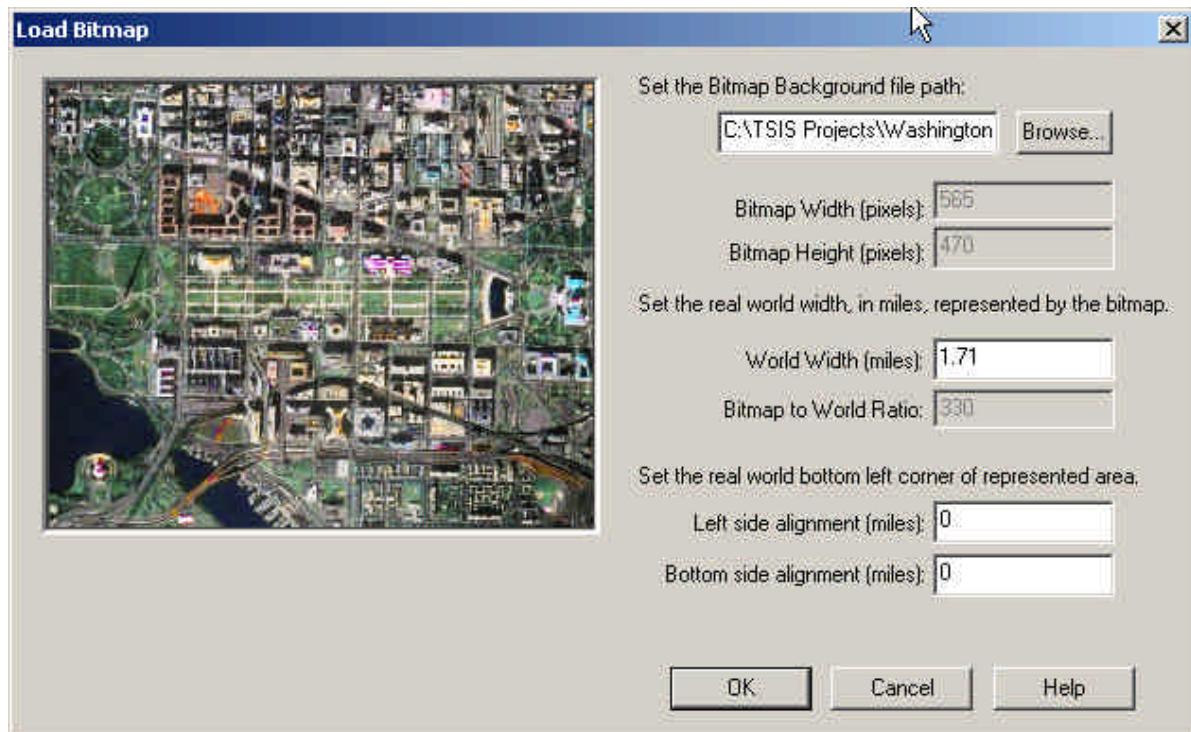 Load Bitmap
Set the Bitmap Background file path:
C:\TSIS Projects\Washington
Browse...
Bitmap Width (pixels): 565
Bitmap Height (pixels): 470
Set the real world width, in miles, represented by the bitmap.
World Width (miles): 1.71
Bitmap to World Ratio: 330
Set the real world bottom left corner of represented area.
Left side alignment (miles): 0
Bottom side alignment (miles): 0
OK Cancel Help